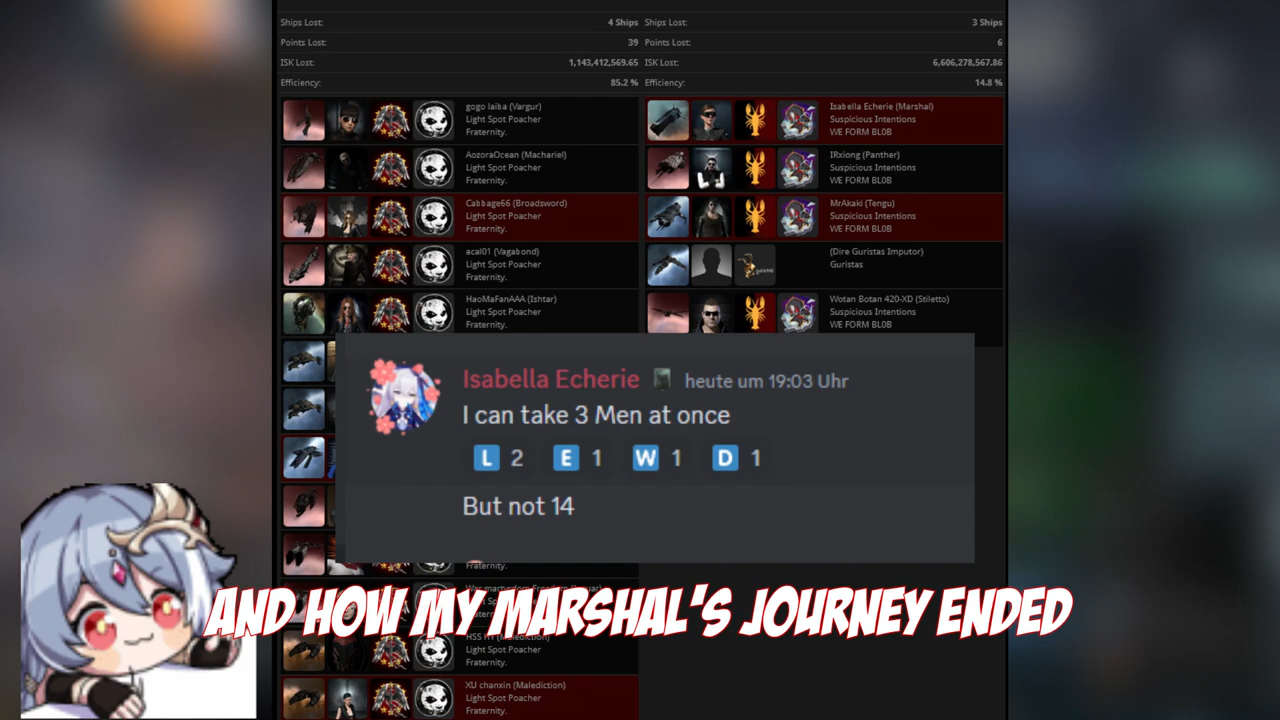 Ships Lost: 4 Ships
Points Lost: 39
ISK Lost: 1,143,412,569.65
Efficiency: 85.2 %
Ships Lost: 3 Ships
Points Lost: 6
ISK Lost: 6,606,278,567.86
Efficiency: 14.8 %
gogo laiba (Vargur)
Light Spot Poacher
Fraternity.
AozoraOcean (Machariel)
Light Spot Poacher
Fraternity.
Cabbage66 (Broadsword)
Light Spot Poacher
Fraternity.
acal01 (Vagabond)
Light Spot Poacher
Fraternity.
HaoMaFanAAA (Ishtar)
Light Spot Poacher
Fraternity.
Isabella Echerie (Marshal)
Suspicious Intentions
WE FORM BL0B
IRxiong (Panther)
Suspicious Intentions
WE FORM BL0B
MrAkaki (Tengu)
Suspicious Intentions
WE FORM BL0B
(Dire Guristas Imputor)
Guristas
Wotan Botan 420-XD (Stiletto)
Suspicious Intentions
WE FORM BL0B
Isabella Echerie heute um 19:03 Uhr
I can take 3 Men at once
L 2 E 1 W 1 D 1
But not 14
AND HOW MY MARSHAL'S JOURNEY ENDED
Light Spot Poacher
Fraternity.
XU chanxin (Malediction)
Light Spot Poacher
Fraternity.